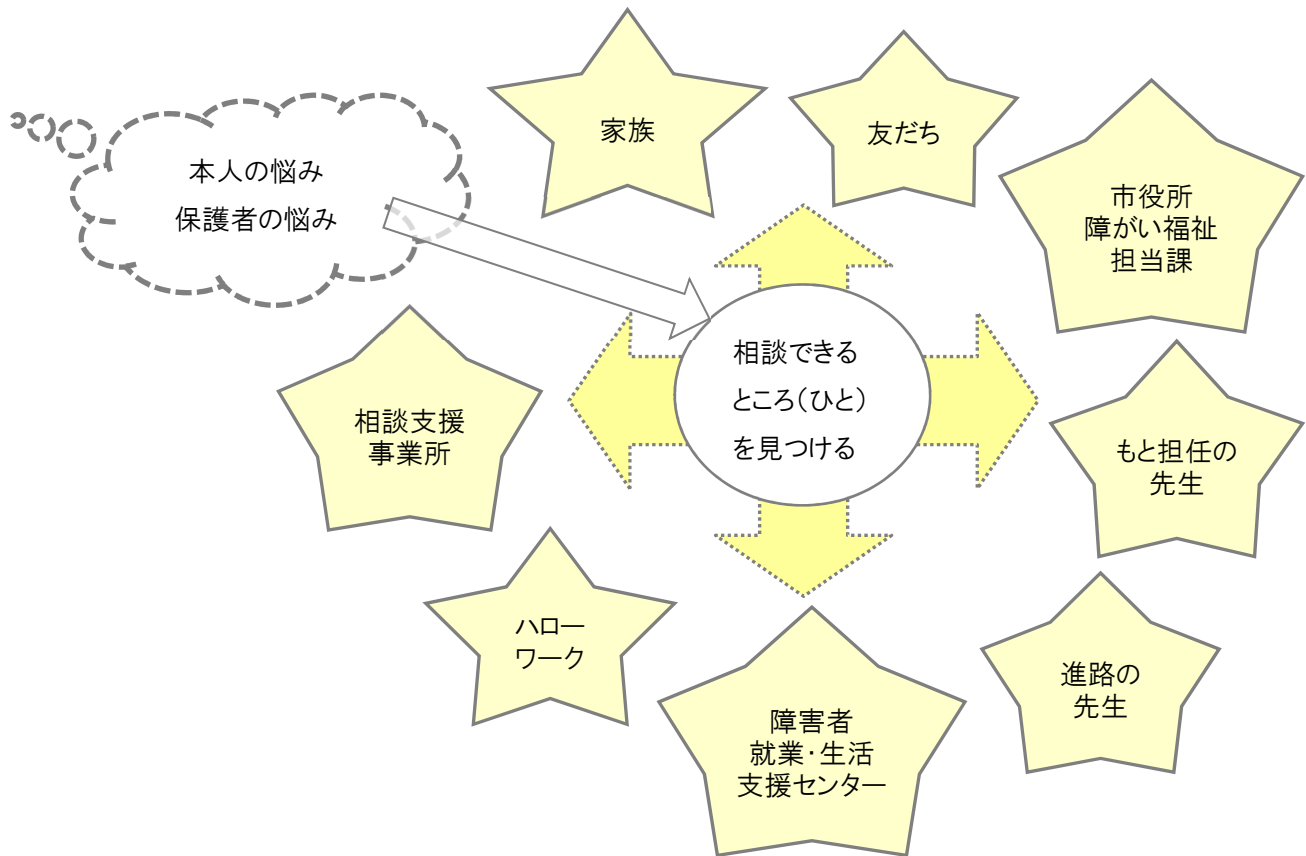 家族
友だち
本人の悩み
保護者の悩み
市役所
障がい福祉
担当課
相談できる
ところ(ひと)
を見つける
相談支援
事業所
もと担任の
先生
ハロー
ワーク
進路の
先生
障害者
就業・生活
支援センター